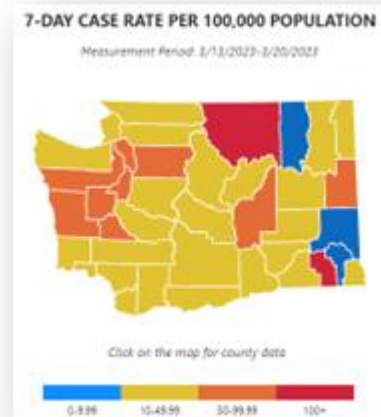 7-DAY CASE RATE PER 100,000 POPULATION
Measurement Period: 3/13/2023-3/20/2023
Click on the map for county data
0-9.99 10-49.99 50-99.99 100+